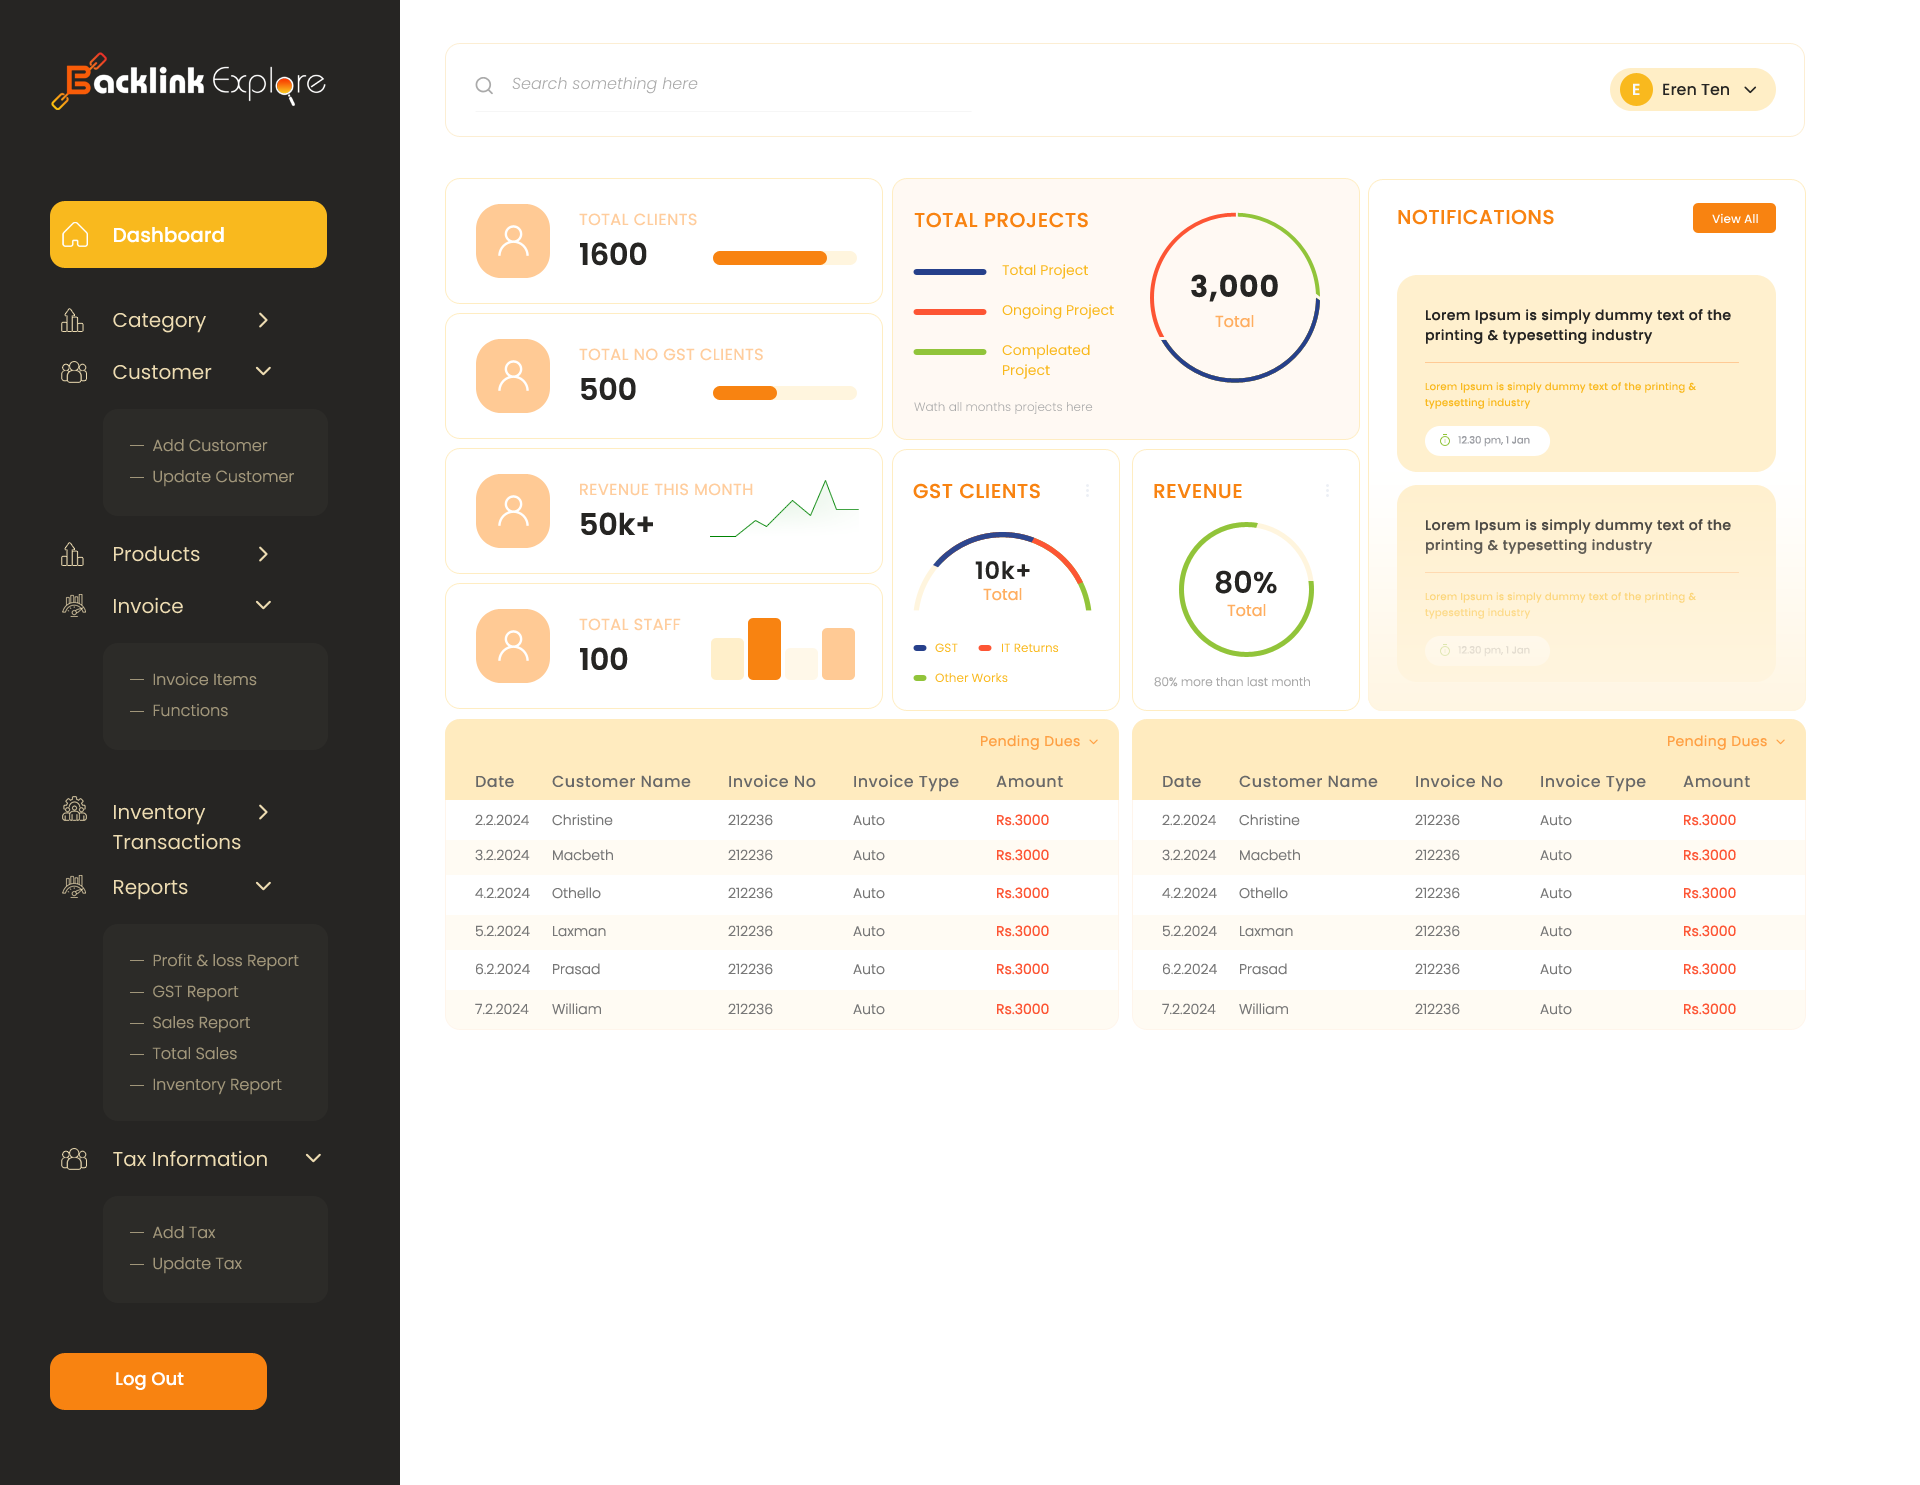 Backlink Explore
Dashboard
Category
Customer
Add Customer
Update Customer
Products
Invoice
Invoice Items
Functions
Inventory
Transactions
Reports
Profit & loss Report
GST Report
Sales Report
Total Sales
Inventory Report
Tax Information
Add Tax
Update Tax
Log Out
Search something here
E Eren Ten
TOTAL CLIENTS
1600
TOTAL NO GST CLIENTS
500
REVENUE THIS MONTH
50k+
TOTAL STAFF
100
TOTAL PROJECTS
Total Project
Ongoing Project
Compleated
Project
Wath all months projects here
3,000
Total
GST CLIENTS
10k+
Total
GST IT Returns
Other Works
REVENUE
80%
Total
80% more than last month
NOTIFICATIONS
View All
Lorem Ipsum is simply dummy text of the
printing & typesetting industry
Lorem Ipsum is simply dummy text of the printing &
typesetting industry
12.30 pm, 1 Jan
Lorem Ipsum is simply dummy text of the
printing & typesetting industry
Lorem Ipsum is simply dummy text of the printing &
typesetting industry
12.30 pm, 1 Jan
Pending Dues
Date Customer Name Invoice No Invoice Type Amount
2.2.2024 Christine 212236 Auto Rs.3000
3.2.2024 Macbeth 212236 Auto Rs.3000
4.2.2024 Othello 212236 Auto Rs.3000
5.2.2024 Laxman 212236 Auto Rs.3000
6.2.2024 Prasad 212236 Auto Rs.3000
7.2.2024 William 212236 Auto Rs.3000
Pending Dues
Date Customer Name Invoice No Invoice Type Amount
2.2.2024 Christine 212236 Auto Rs.3000
3.2.2024 Macbeth 212236 Auto Rs.3000
4.2.2024 Othello 212236 Auto Rs.3000
5.2.2024 Laxman 212236 Auto Rs.3000
6.2.2024 Prasad 212236 Auto Rs.3000
7.2.2024 William 212236 Auto Rs.3000